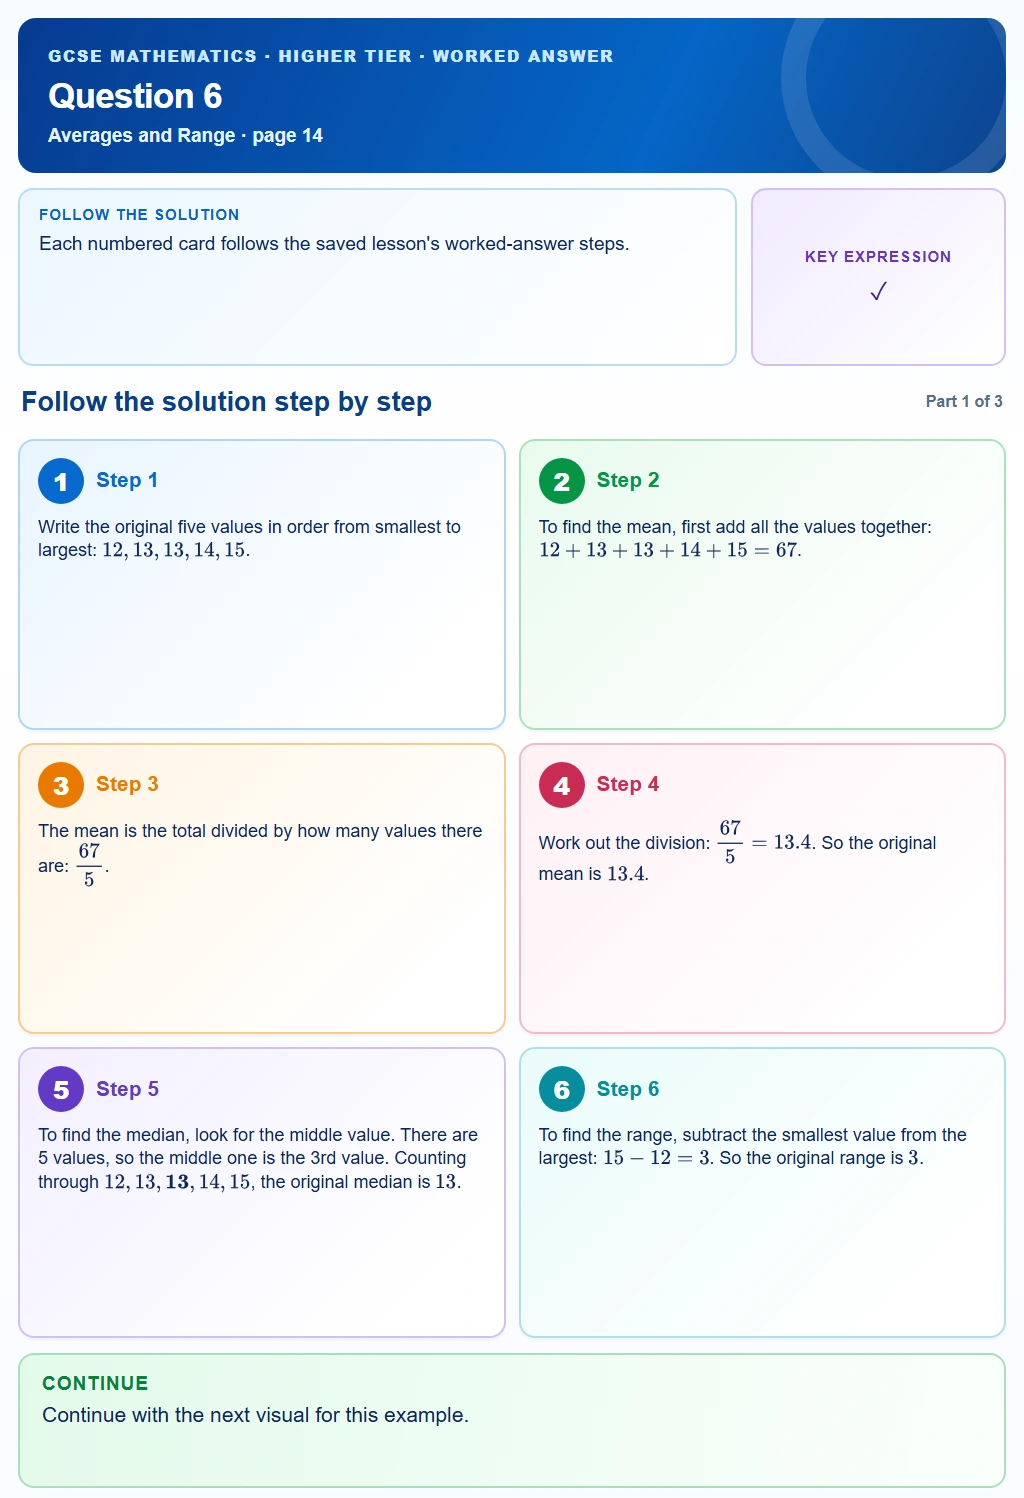 GCSE MATHEMATICS · HIGHER TIER · WORKED ANSWER
Question 6
Averages and Range · page 14
FOLLOW THE SOLUTION
Each numbered card follows the saved lesson's worked-answer steps.
KEY EXPRESSION
✓
Follow the solution step by step
Part 1 of 3
1 Step 1
Write the original five values in order from smallest to
largest: 12, 13, 13, 14, 15.
2 Step 2
To find the mean, first add all the values together:
12 + 13 + 13 + 14 + 15 = 67.
3 Step 3
The mean is the total divided by how many values there
are: 67/5.
4 Step 4
Work out the division: 67/5 = 13.4. So the original
mean is 13.4.
5 Step 5
To find the median, look for the middle value. There are
5 values, so the middle one is the 3rd value. Counting
through 12, 13, 13, 14, 15, the original median is 13.
6 Step 6
To find the range, subtract the smallest value from the
largest: 15 − 12 = 3. So the original range is 3.
CONTINUE
Continue with the next visual for this example.